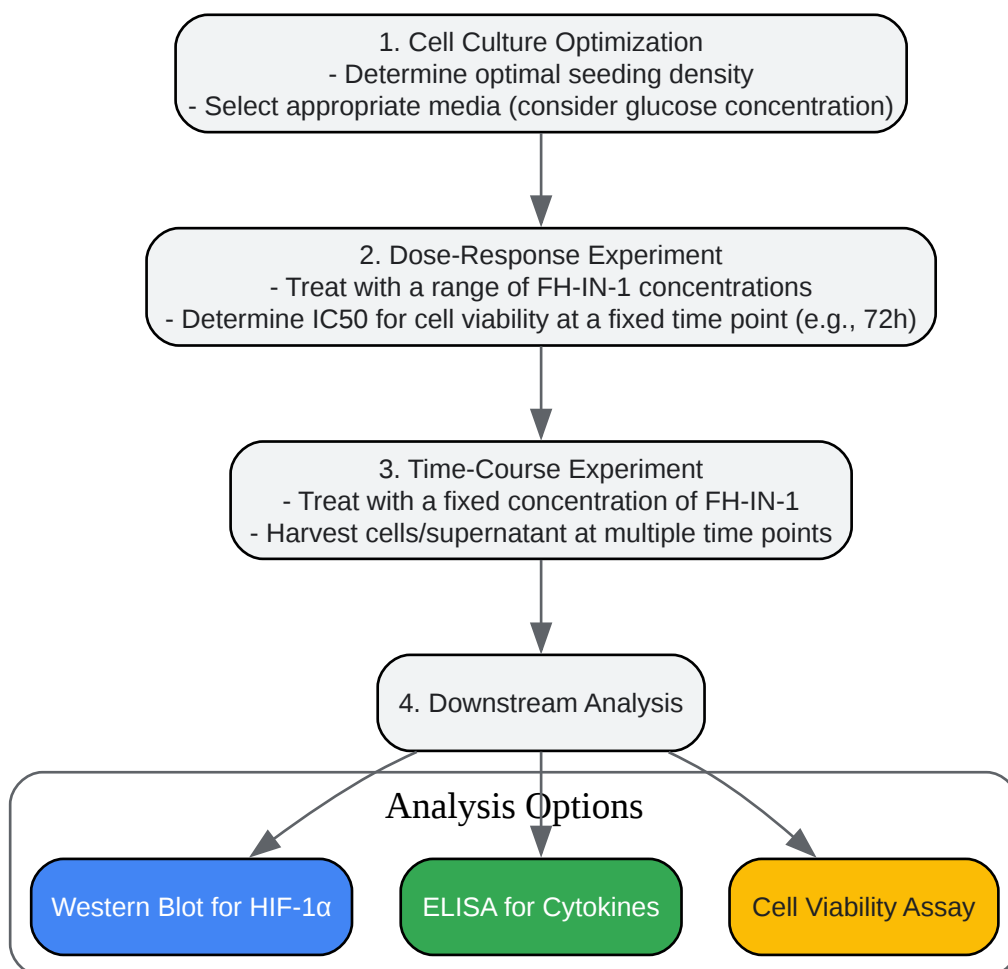 1. Cell Culture Optimization
- Determine optimal seeding density
- Select appropriate media (consider glucose concentration)
2. Dose-Response Experiment
- Treat with a range of FH-IN-1 concentrations
- Determine IC50 for cell viability at a fixed time point (e.g., 72h)
3. Time-Course Experiment
- Treat with a fixed concentration of FH-IN-1
- Harvest cells/supernatant at multiple time points
4. Downstream Analysis
Analysis Options
Western Blot for HIF-1α
ELISA for Cytokines
Cell Viability Assay